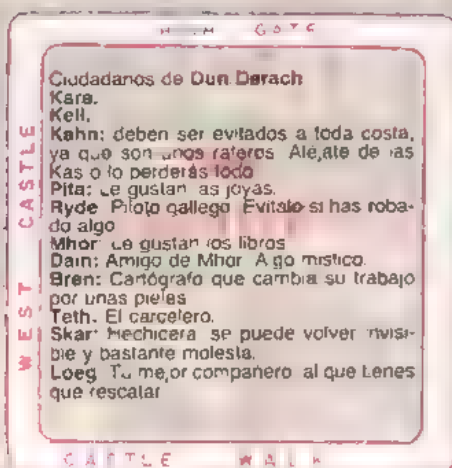 GATE
Ciudadanos de Dun Darach
Kara,
Kell,
Kahn: deben ser evitados a toda costa,
ya que son unos rateros Aléjate de las
Kas o lo perderás todo
Pita: Le gustan las joyas.
Ryde Piloto gallego Evítalo si has roba-
do algo
Mhor Le gustan los libros
Dain: Amigo de Mhor Algo místico.
Bren: Cartógrafo que cambia su trabajo
por unas pieles
Teth. El carcelero.
Skar: Hechicera se puede volver invisi-
ble y bastante molesta.
Loeg Tu mejor compañero al que tienes
que rescatar
WEST CASTLE
CASTLE WALK